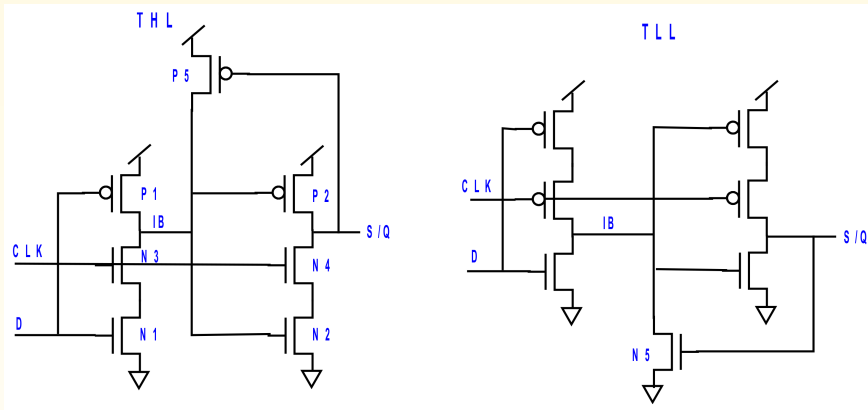 THL
P5
P1
P2
IB
S/Q
CLK
N3
N4
D
N1
N2
TLL
CLK
IB
S/Q
D
N5